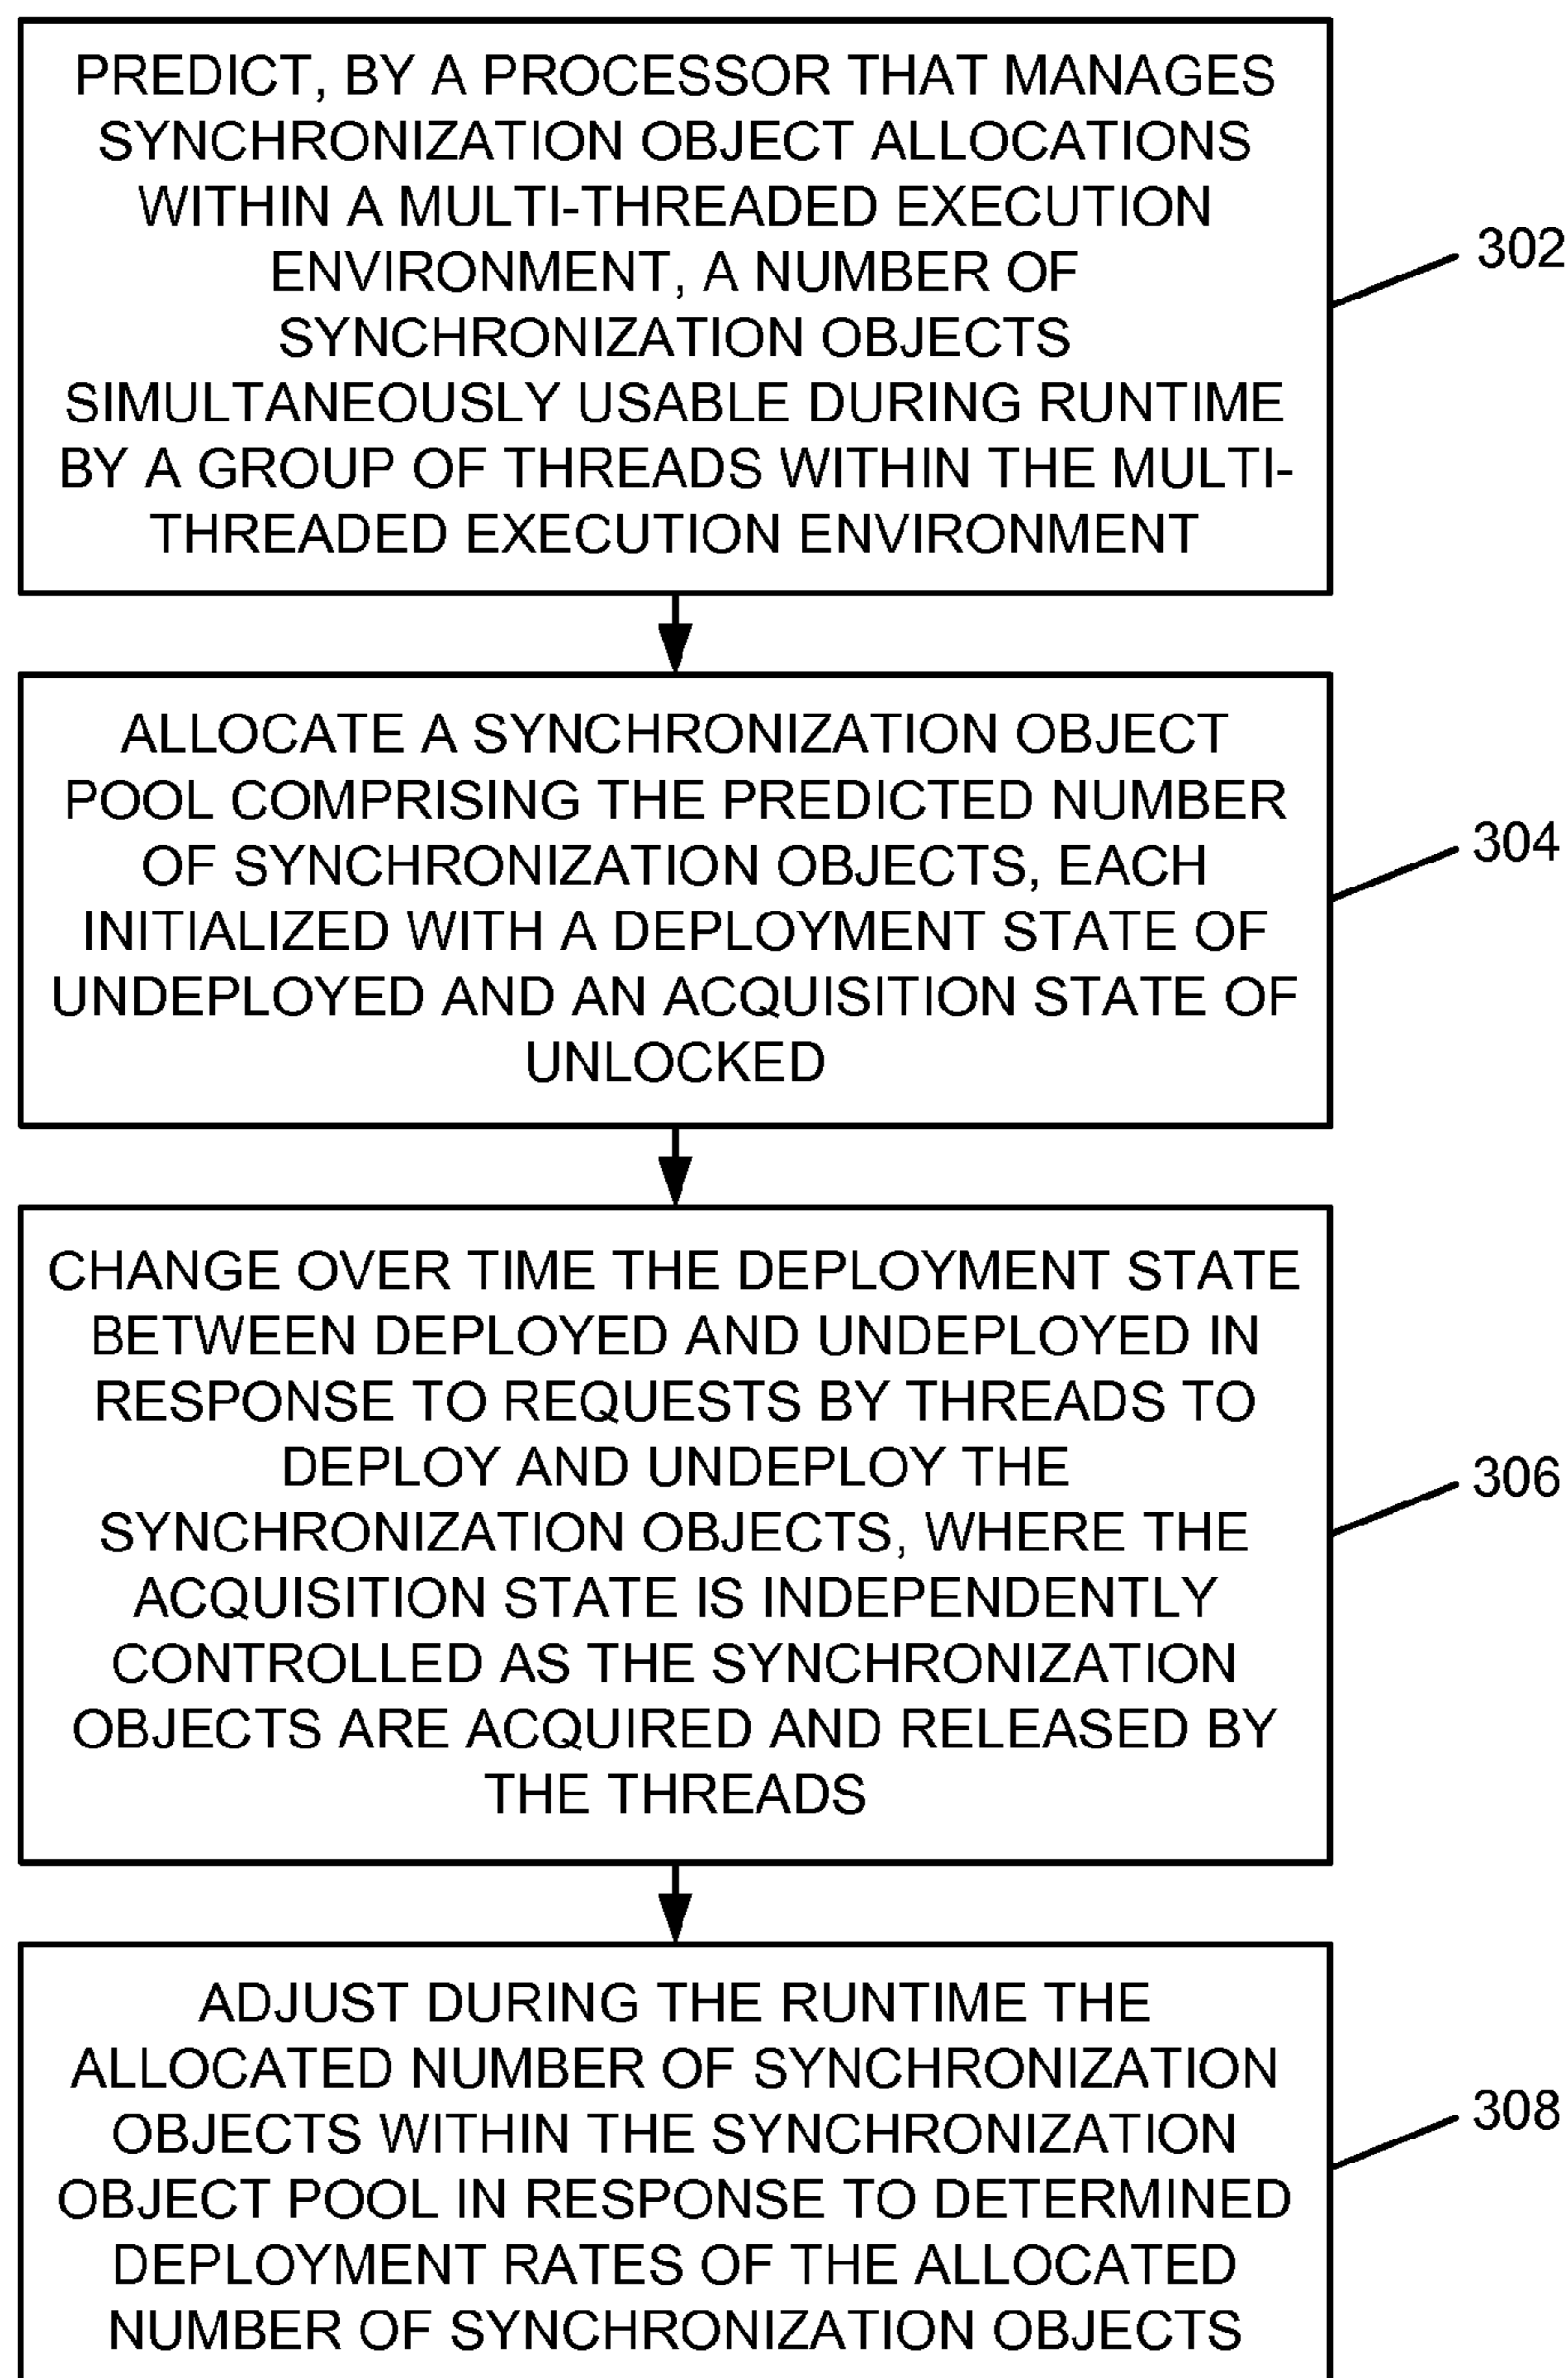 PREDICT, BY A PROCESSOR THAT MANAGES
SYNCHRONIZATION OBJECT ALLOCATIONS
WITHIN A MULTI-THREADED EXECUTION
ENVIRONMENT, A NUMBER OF
SYNCHRONIZATION OBJECTS
SIMULTANEOUSLY USABLE DURING RUNTIME
BY A GROUP OF THREADS WITHIN THE MULTI-
THREADED EXECUTION ENVIRONMENT
302
ALLOCATE A SYNCHRONIZATION OBJECT
POOL COMPRISING THE PREDICTED NUMBER
OF SYNCHRONIZATION OBJECTS, EACH
INITIALIZED WITH A DEPLOYMENT STATE OF
UNDEPLOYED AND AN ACQUISITION STATE OF
UNLOCKED
304
CHANGE OVER TIME THE DEPLOYMENT STATE
BETWEEN DEPLOYED AND UNDEPLOYED IN
RESPONSE TO REQUESTS BY THREADS TO
DEPLOY AND UNDEPLOY THE
SYNCHRONIZATION OBJECTS, WHERE THE
ACQUISITION STATE IS INDEPENDENTLY
CONTROLLED AS THE SYNCHRONIZATION
OBJECTS ARE ACQUIRED AND RELEASED BY
THE THREADS
306
ADJUST DURING THE RUNTIME THE
ALLOCATED NUMBER OF SYNCHRONIZATION
OBJECTS WITHIN THE SYNCHRONIZATION
OBJECT POOL IN RESPONSE TO DETERMINED
DEPLOYMENT RATES OF THE ALLOCATED
NUMBER OF SYNCHRONIZATION OBJECTS
308